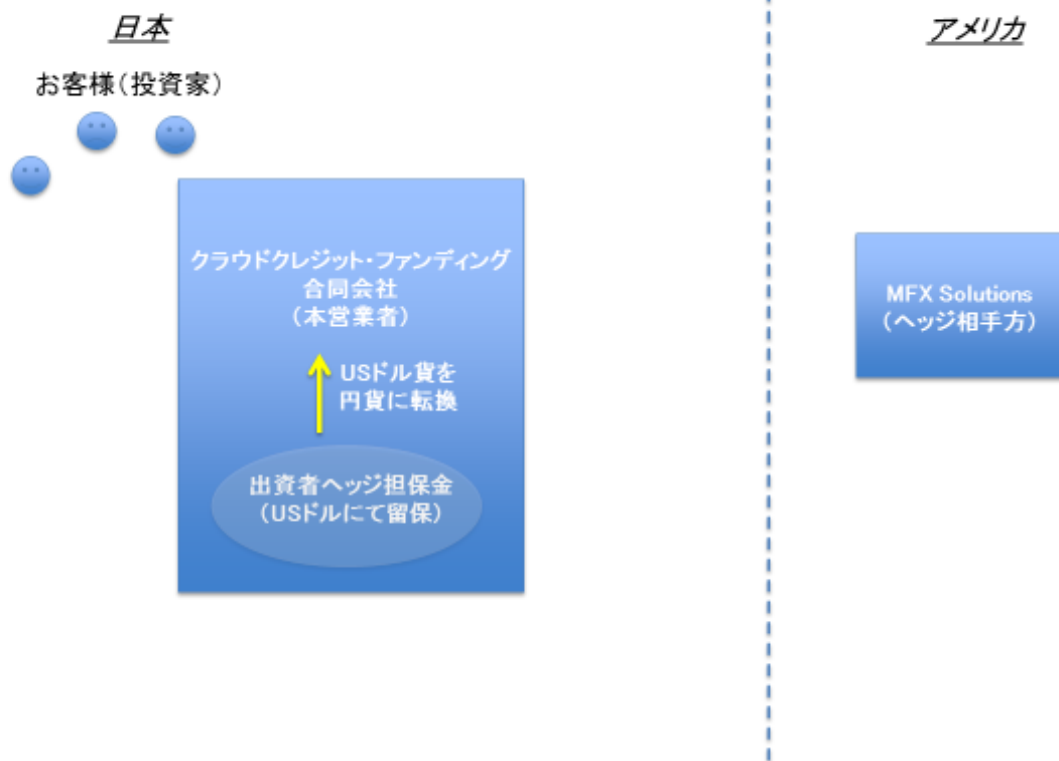 日本
アメリカ
お客様（投資家）
クラウドクレジット・ファンディング
合同会社
（本営業者）
USドル貨を
円貨に転換
出資者ヘッジ担保金
（USドルにて留保）
MFX Solutions
（ヘッジ相手方）